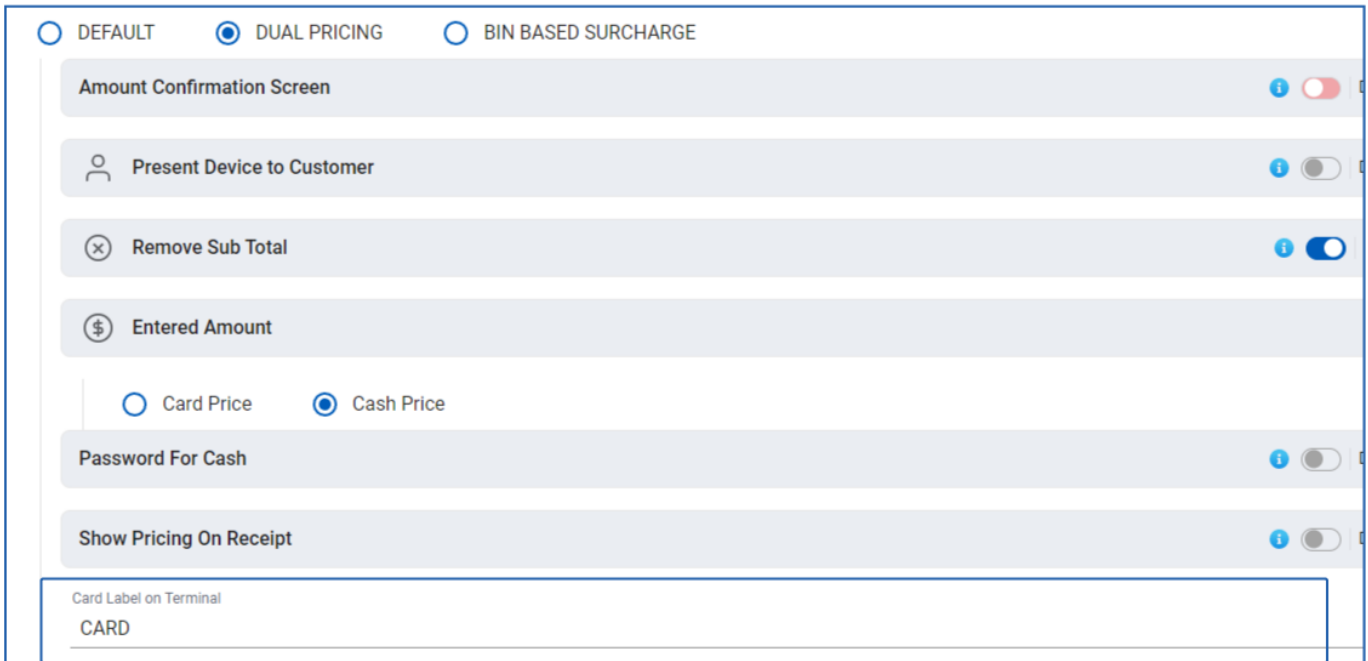 DEFAULT DUAL PRICING BIN BASED SURCHARGE
Amount Confirmation Screen
Present Device to Customer
Remove Sub Total
Entered Amount
Card Price Cash Price
Password For Cash
Show Pricing On Receipt
Card Label on Terminal
CARD